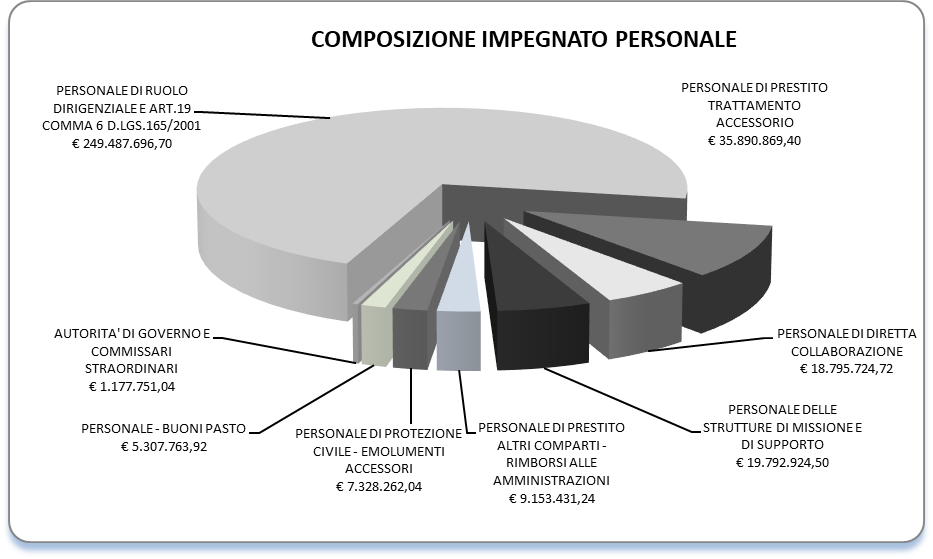 COMPOSIZIONE IMPEGNATO PERSONALE
PERSONALE DI RUOLO
DIRIGENZIALE E ART.19
COMMA 6 D.LGS.165/2001
€ 249.487.696,70
PERSONALE DI PRESTITO
TRATTAMENTO
ACCESSORIO
€ 35.890.869,40
PERSONALE DI DIRETTA
COLLABORAZIONE
€ 18.795.724,72
PERSONALE DELLE
STRUTTURE DI MISSIONE E
DI SUPPORTO
€ 19.792.924,50
PERSONALE DI PRESTITO
ALTRI COMPARTI -
RIMBORSI ALLE
AMMINISTRAZIONI
€ 9.153.431,24
PERSONALE DI PROTEZIONE
CIVILE - EMOLUMENTI
ACCESSORI
€ 7.328.262,04
PERSONALE - BUONI PASTO
€ 5.307.763,92
AUTORITA' DI GOVERNO E
COMMISSARI
STRAORDINARI
€ 1.177.751,04